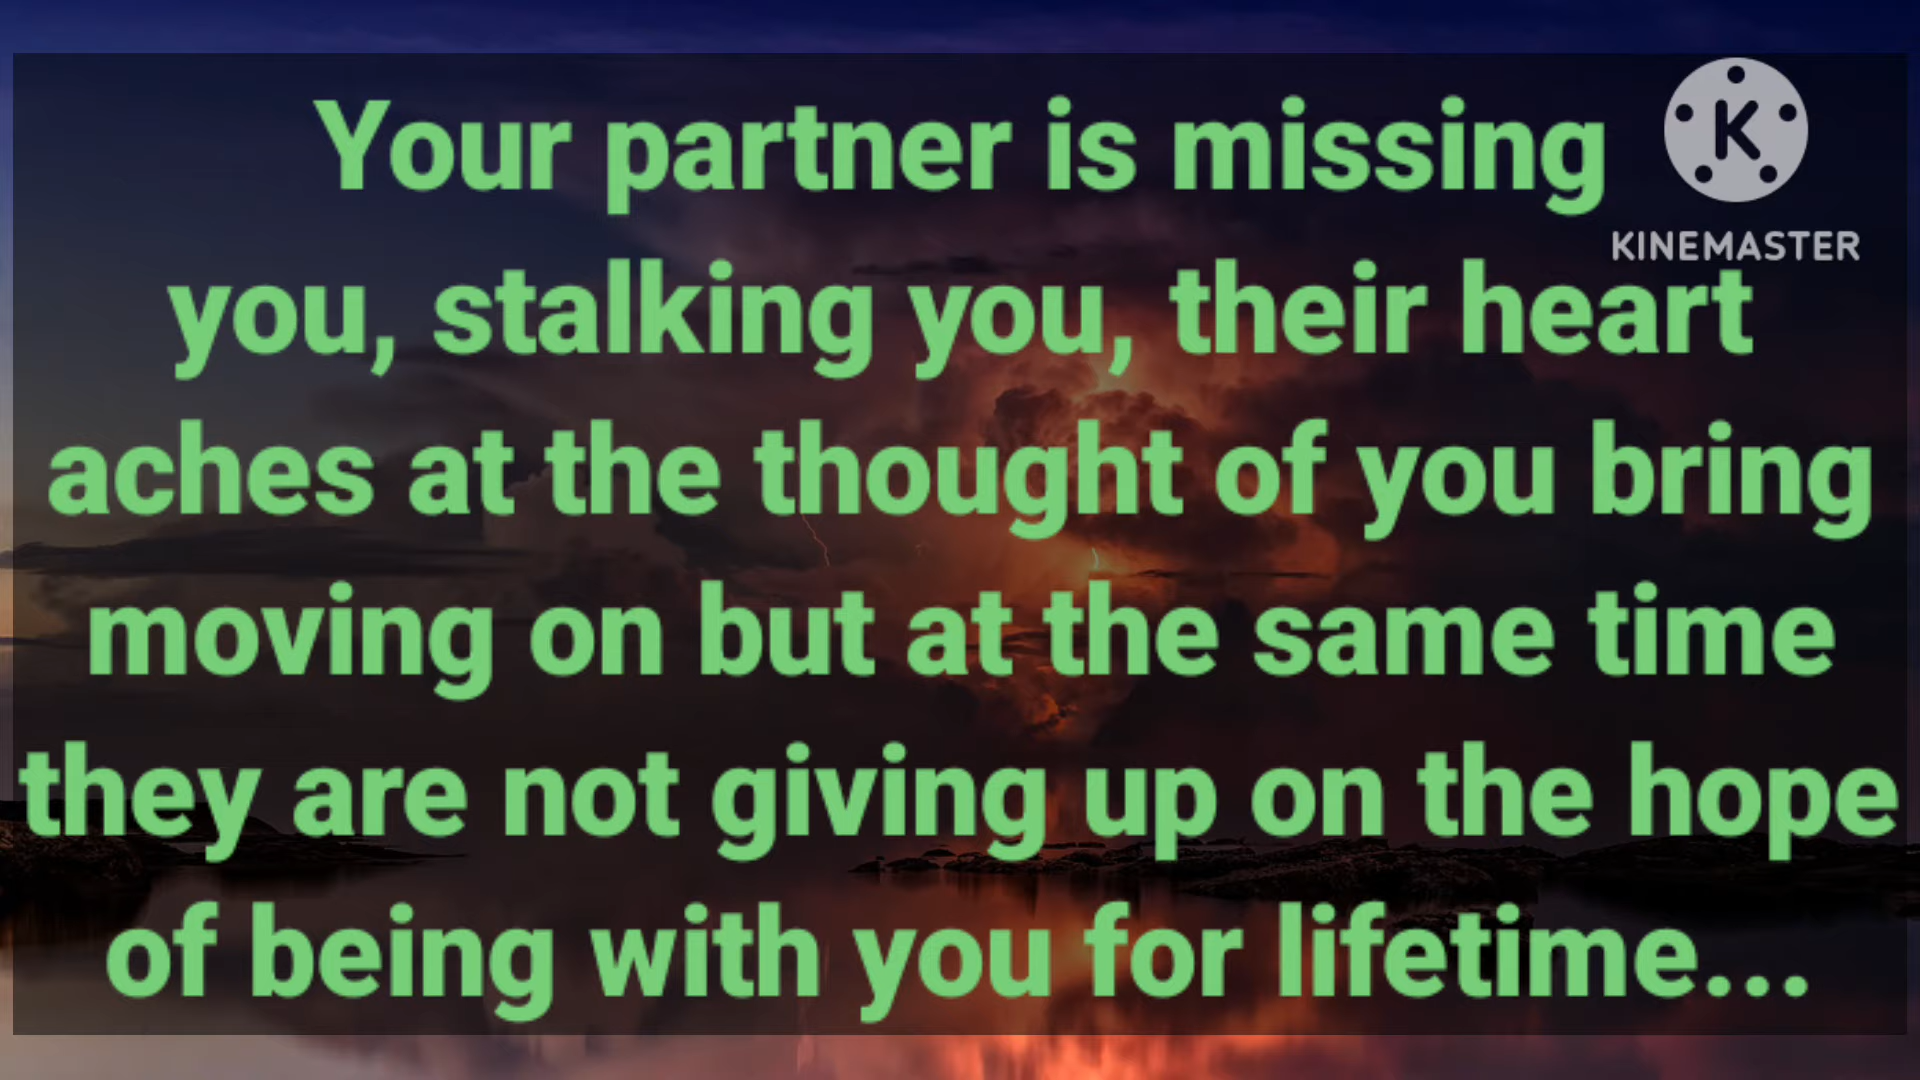 Your partner is missing
K
KINEMASTER
you, stalking you, their heart
aches at the thought of you bring
moving on but at the same time
they are not giving up on the hope
of being with you for lifetime...